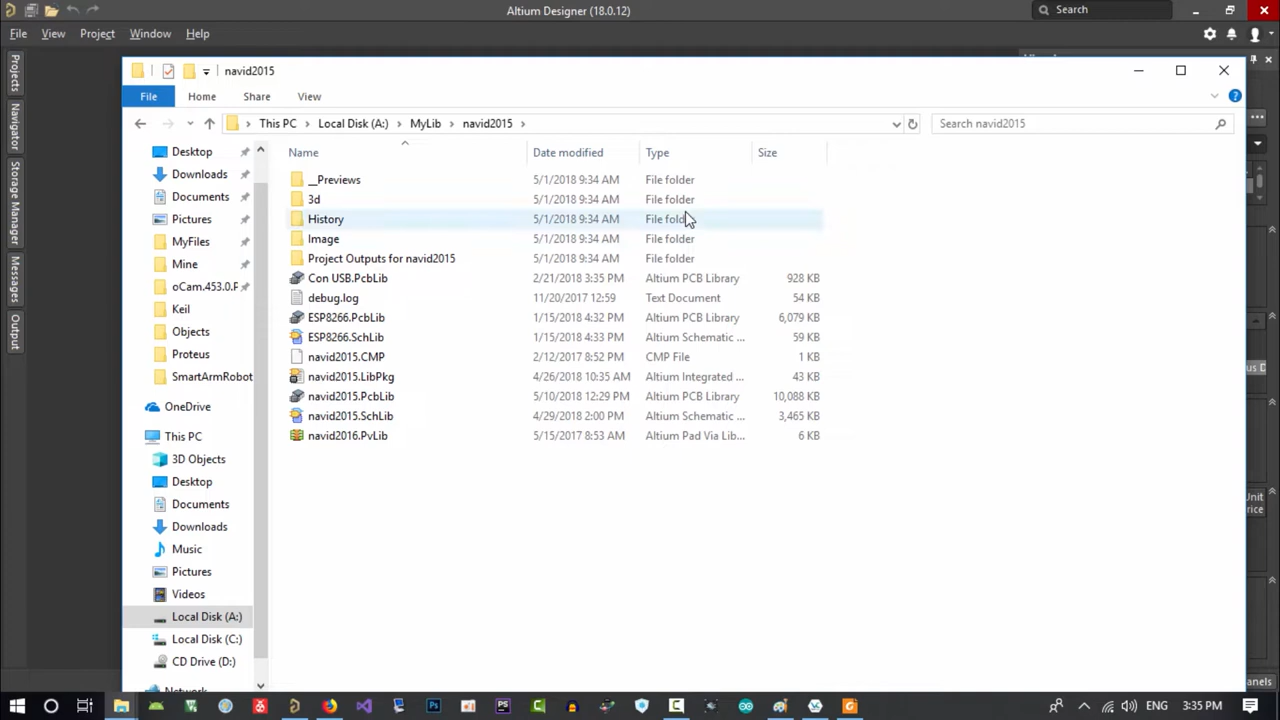 Altium Designer (18.0.12)
Search
File View Project Window Help
navid2015
File Home Share View
This PC Local Disk (A:) MyLib navid2015
Search navid2015
Name Date modified Type Size
__Previews 5/1/2018 9:34 AM File folder
3d 5/1/2018 9:34 AM File folder
History 5/1/2018 9:34 AM File folder
Image 5/1/2018 9:34 AM File folder
Project Outputs for navid2015 5/1/2018 9:34 AM File folder
Con USB.PcbLib 2/21/2018 3:35 PM Altium PCB Library 928 KB
debug.log 11/20/2017 12:59 Text Document 54 KB
ESP8266.PcbLib 1/15/2018 4:32 PM Altium PCB Library 6,079 KB
ESP8266.SchLib 1/15/2018 4:33 PM Altium Schematic ... 59 KB
navid2015.CMP 2/12/2017 8:52 PM CMP File 1 KB
navid2015.LibPkg 4/26/2018 10:35 AM Altium Integrated ... 43 KB
navid2015.PcbLib 5/10/2018 12:29 PM Altium PCB Library 10,088 KB
navid2015.SchLib 4/29/2018 2:00 PM Altium Schematic ... 3,465 KB
navid2016.PvLib 5/15/2017 8:53 AM Altium Pad Via Lib... 6 KB
Desktop
Downloads
Documents
Pictures
MyFiles
Mine
oCam.453.0.F
Keil
Objects
Proteus
SmartArmRobot
OneDrive
This PC
3D Objects
Desktop
Documents
Downloads
Music
Pictures
Videos
Local Disk (A:)
Local Disk (C:)
CD Drive (D:)
Network
Projects
Navigator
Storage Manager
Messages
Output
Unit
rice
ENG 3:35 PM